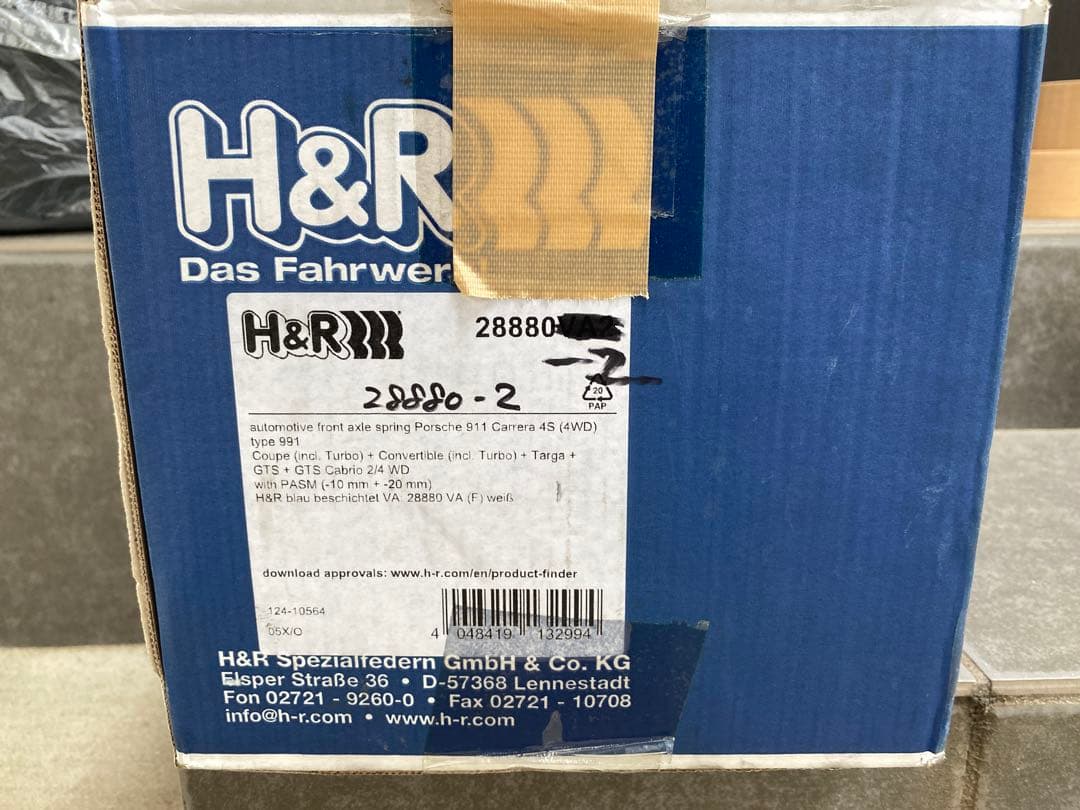 H&R
Das Fahrwer
H&R 28880VA2
-2
28880-2
20
PAP
automotive front axle spring Porsche 911 Carrera 4S (4WD)
type 991
Coupe (incl. Turbo) + Convertible (incl. Turbo) + Targa +
GTS + GTS Cabrio 2/4 WD
with PASM (-10 mm + -20 mm)
H&R blau beschichtet VA: 28880 VA (F) weiß
download approvals: www.h-r.com/en/product-finder
124-10564
05X/O
4 048419 132994
H&R Spezialfedern GmbH & Co. KG
Elsper Straße 36 • D-57368 Lennestadt
Fon 02721 - 9260-0 • Fax 02721 - 10708
info@h-r.com • www.h-r.com